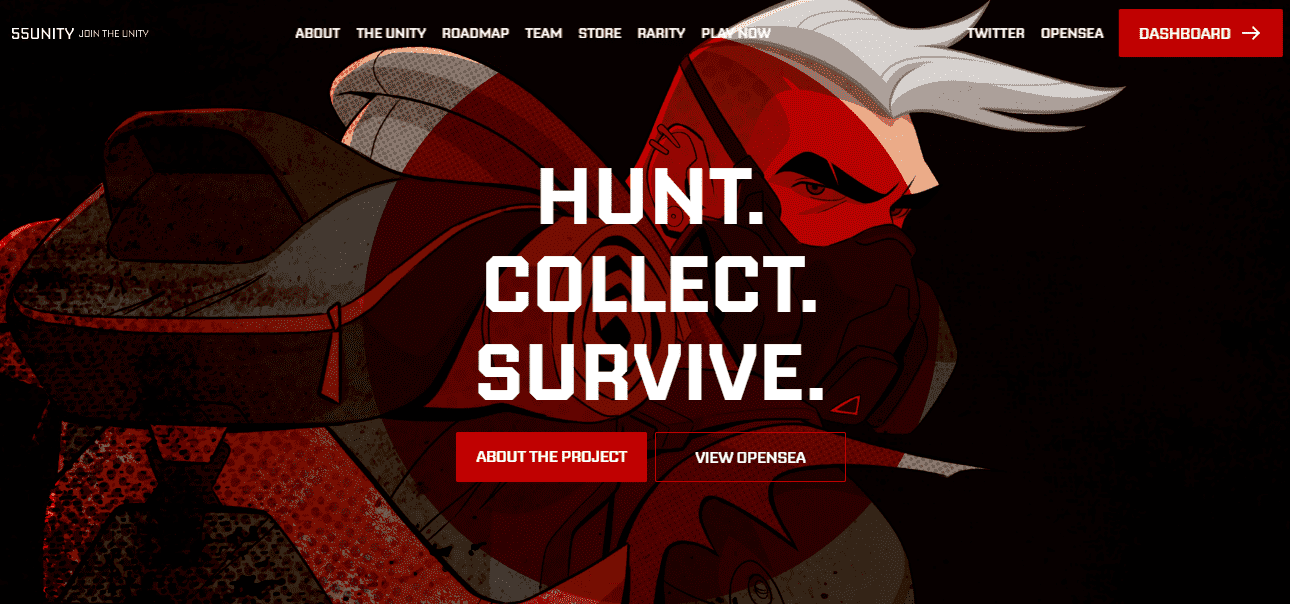 55UNITY JOIN THE UNITY ABOUT THE UNITY ROADMAP TEAM STORE RARITY PLAY NOW TWITTER OPENSEA DASHBOARD
HUNT.
COLLECT.
SURVIVE.
ABOUT THE PROJECT VIEW OPENSEA